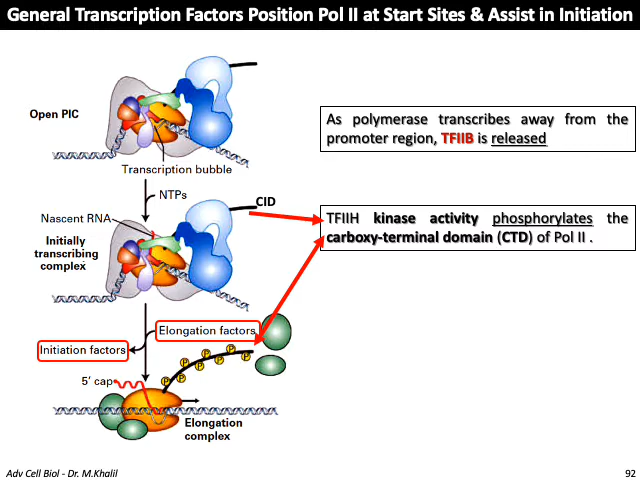 General Transcription Factors Position Pol II at Start Sites & Assist in Initiation
Open PIC
Transcription bubble
As polymerase transcribes away from the
promoter region, TFIIB is released
NTPs
CID
Nascent RNA
Initially
transcribing
complex
TFIIH kinase activity phosphorylates the
carboxy-terminal domain (CTD) of Pol II .
Elongation factors
Initiation factors
P
P
P
P
P
P
P
5′ cap
Elongation
complex
Adv Cell Biol - Dr. M.Khalil
92